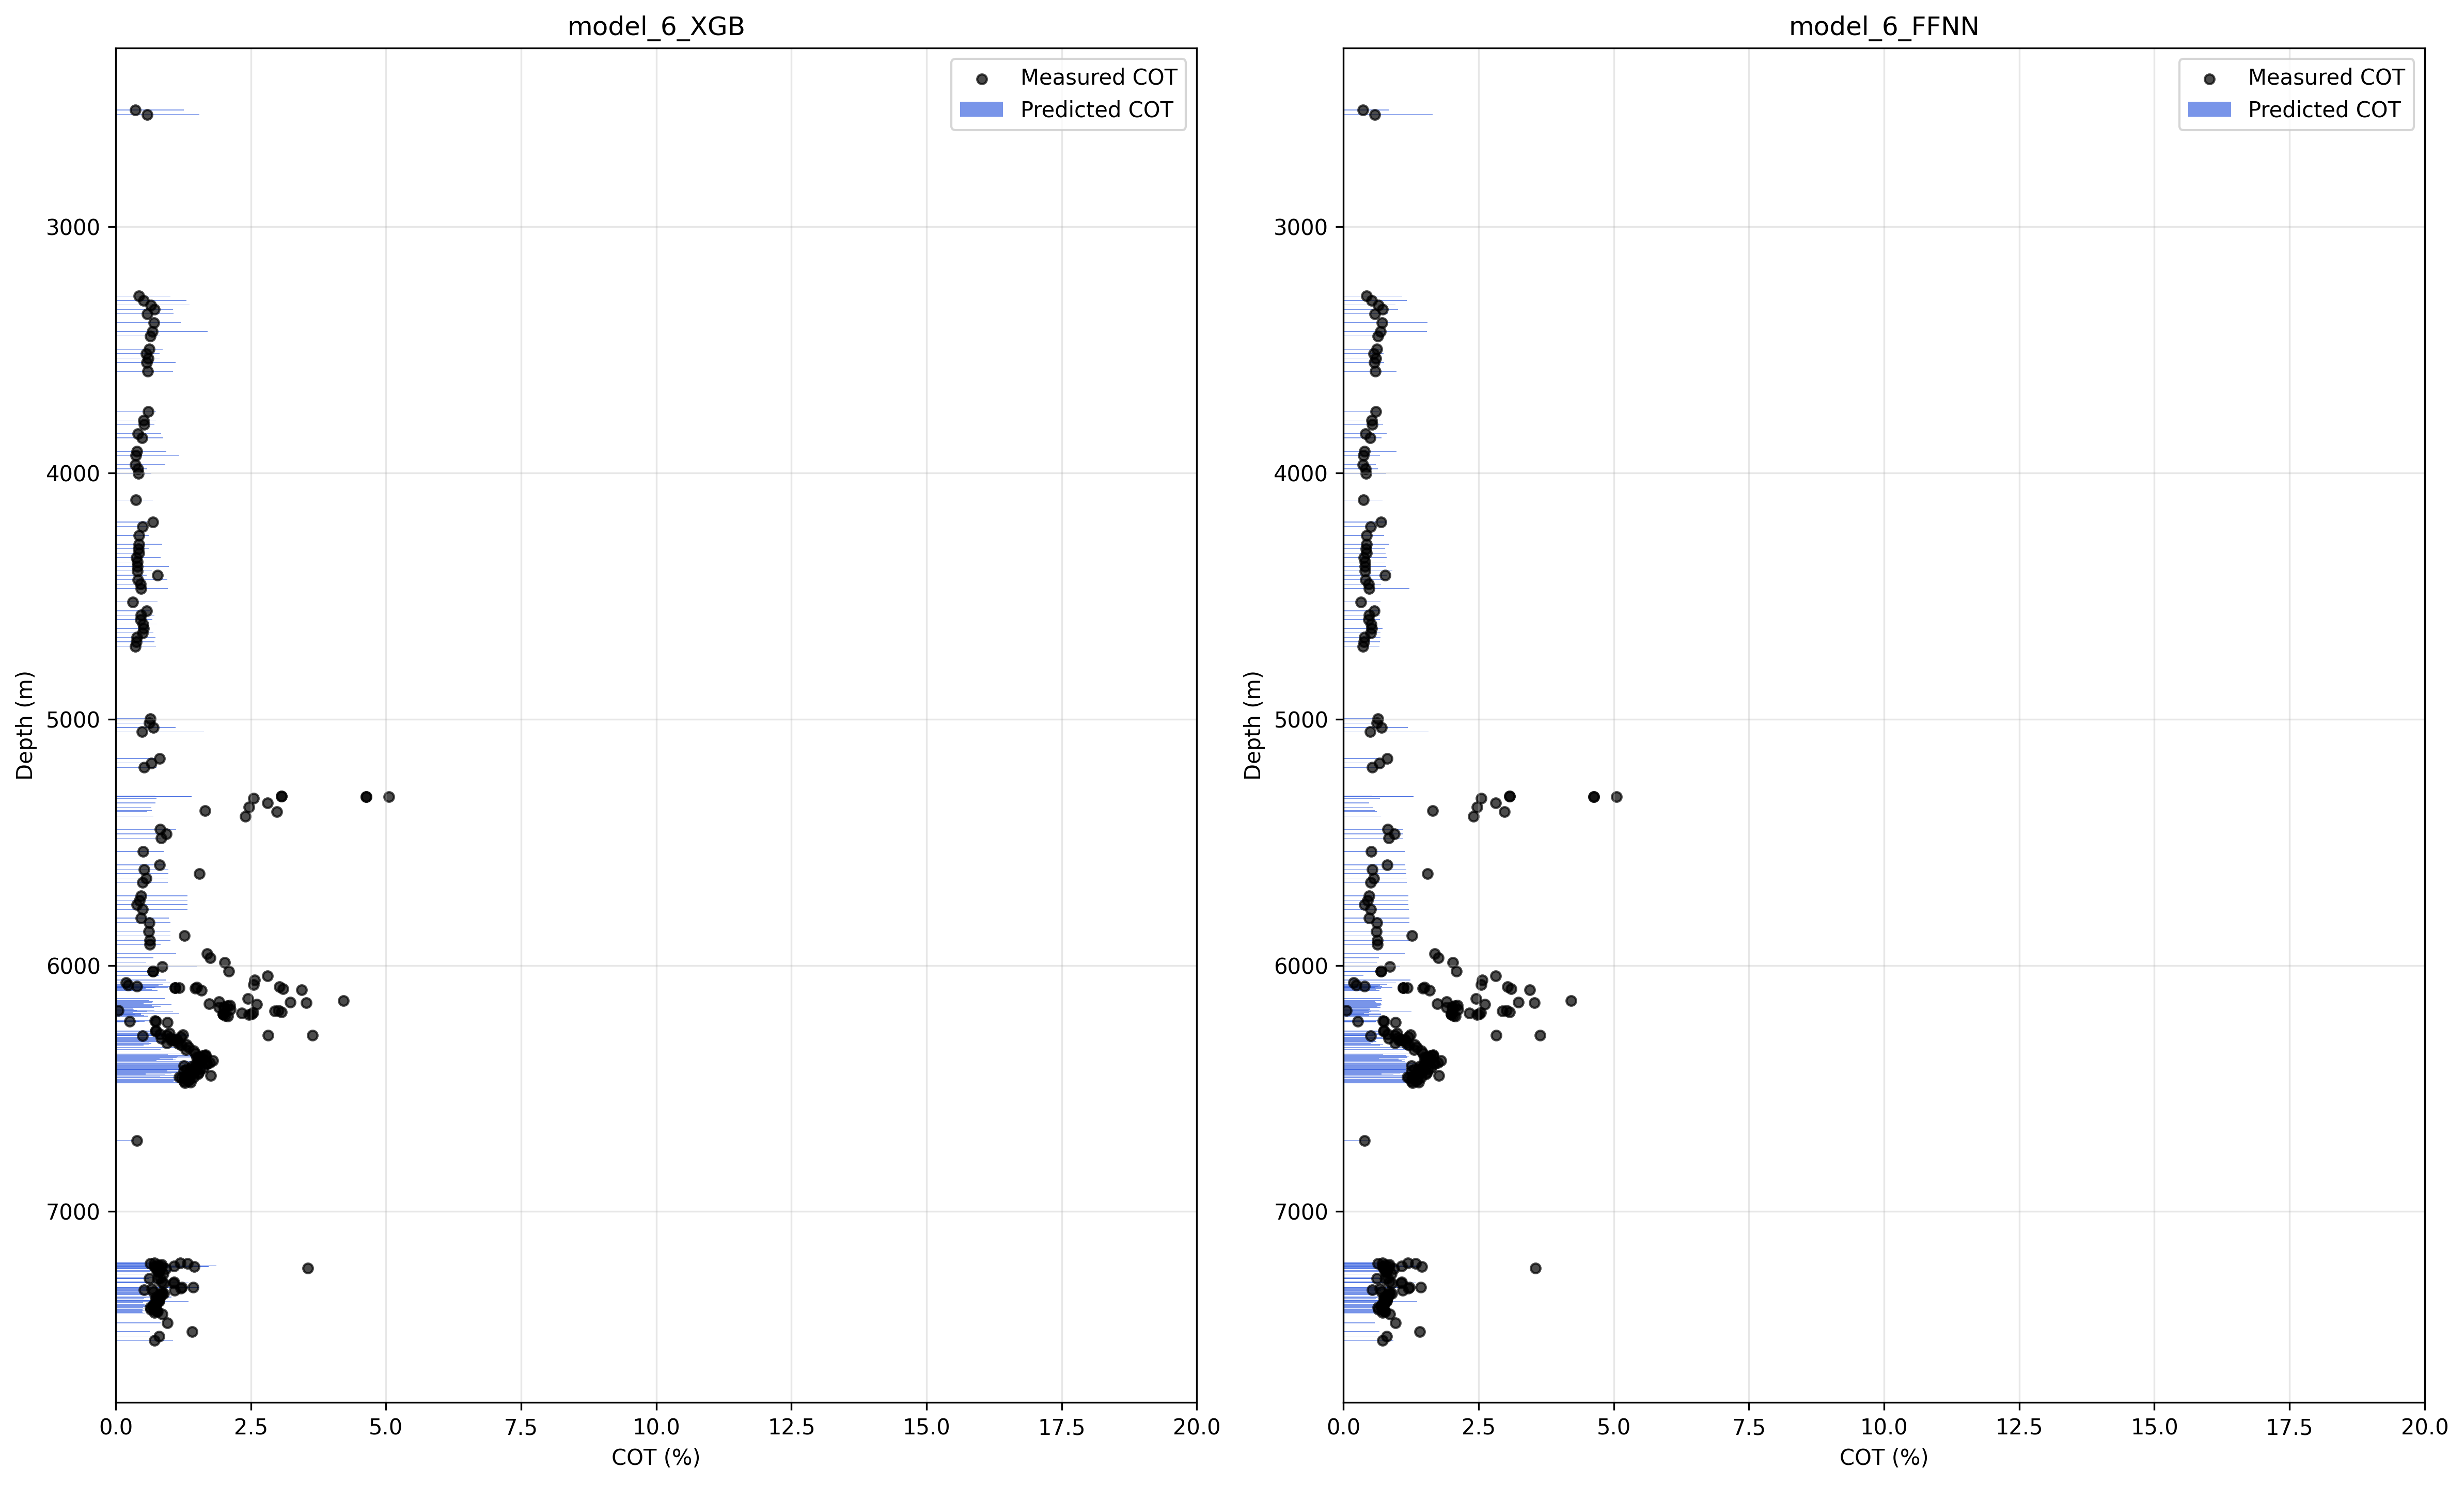 model_6_XGB
Measured COT
Predicted COT
3000
4000
5000
6000
7000
Depth (m)
0.0 2.5 5.0 7.5 10.0 12.5 15.0 17.5 20.0
COT (%)
model_6_FFNN
Measured COT
Predicted COT
3000
4000
5000
6000
7000
Depth (m)
0.0 2.5 5.0 7.5 10.0 12.5 15.0 17.5 20.0
COT (%)